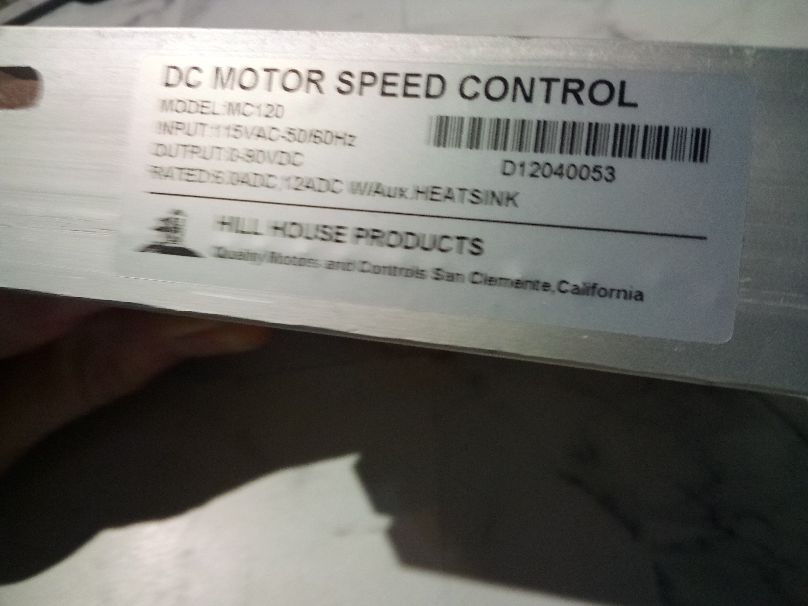 DC MOTOR SPEED CONTROL
MODEL:MC120
INPUT:115VAC-50/60Hz
OUTPUT:0-90VDC
D12040053
RATED:6.0ADC,12ADC W/Aux.HEATSINK
HILL HOUSE PRODUCTS
Quality Motors and Controls San Clemente,California